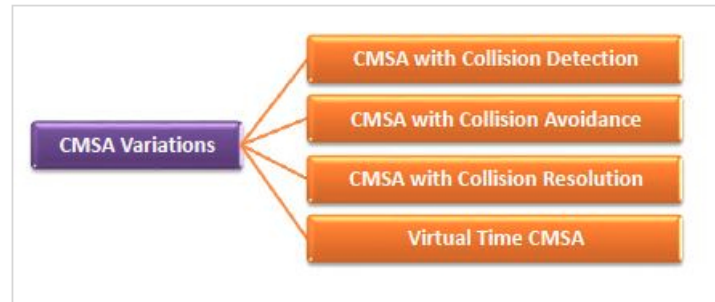 CMSA Variations
CMSA with Collision Detection
CMSA with Collision Avoidance
CMSA with Collision Resolution
Virtual Time CMSA